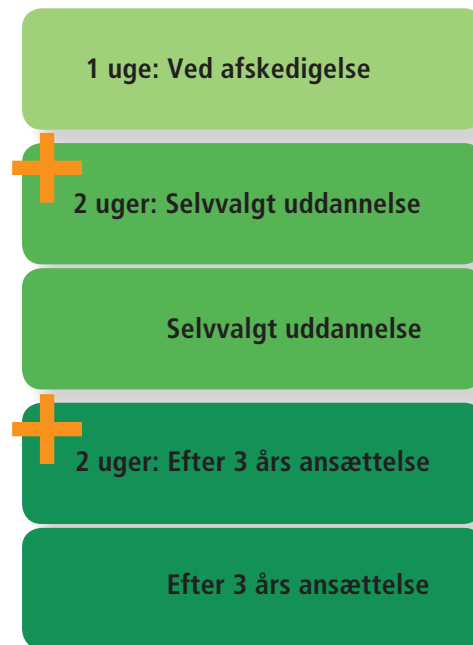 1 uge: Ved afskedigelse
2 uger: Selvvalgt uddannelse
Selvvalgt uddannelse
2 uger: Efter 3 års ansættelse
Efter 3 års ansættelse